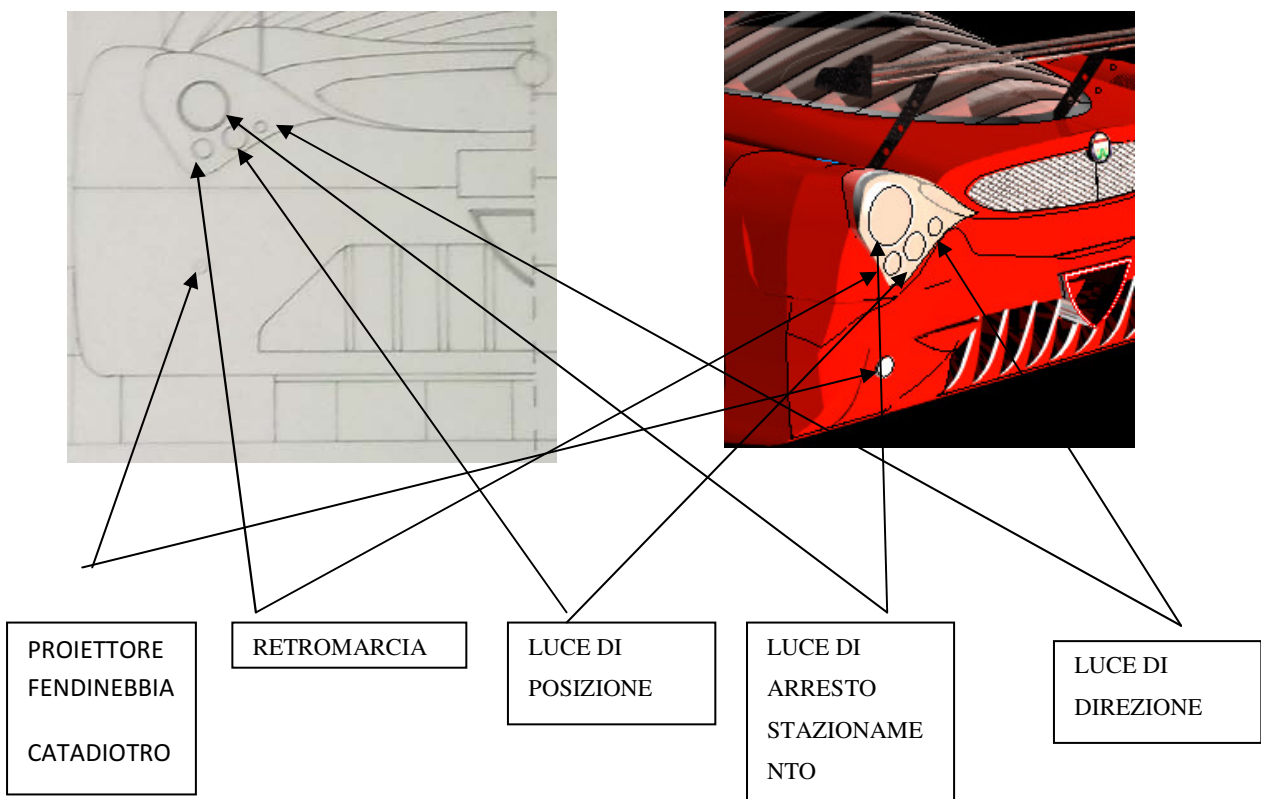 PROIETTORE
FENDINEBBIA
CATADIOTRO
RETROMARCIA
LUCE DI
POSIZIONE
LUCE DI
ARRESTO
STAZIONAME
NTO
LUCE DI
DIREZIONE